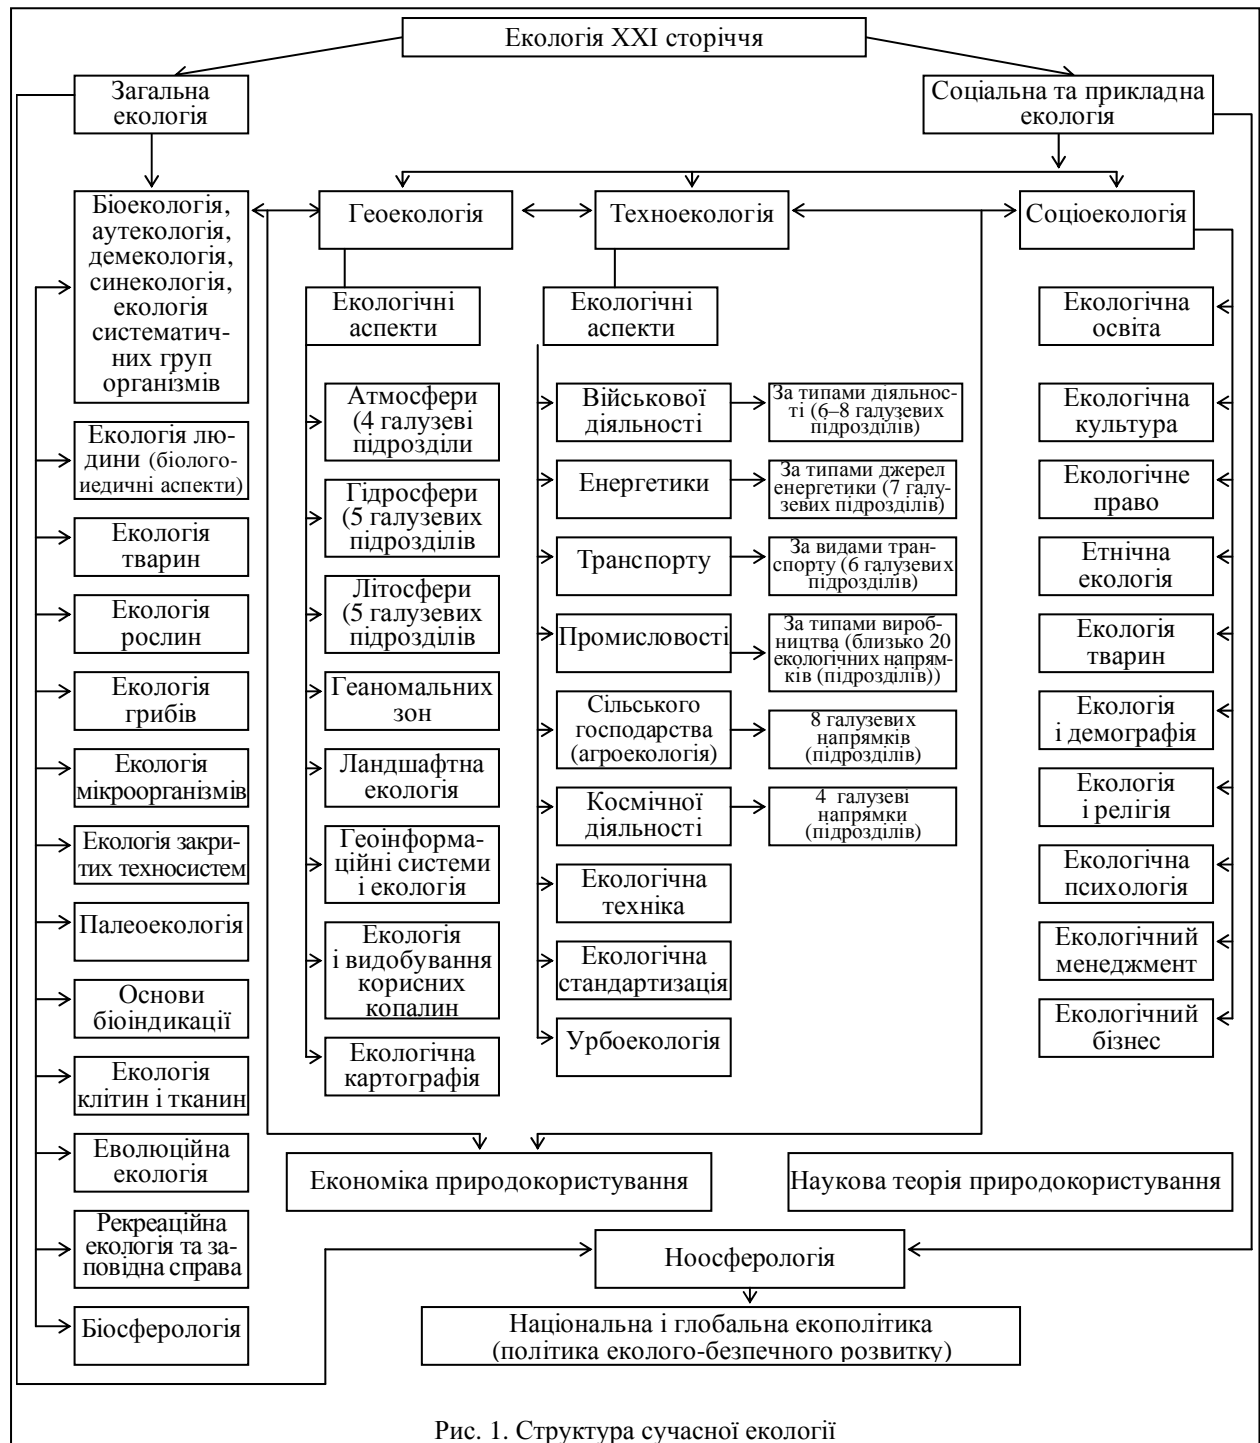 Екологія XXI сторіччя
Загальна
екологія
Соціальна та прикладна
екологія
Біоекологія,
аутекологія,
демекологія,
синекологія,
екологія
систематич-
них груп
організмів
Геоекологія
Техноекологія
Соціоекологія
Екологічні
аспекти
Екологічні
аспекти
Екологія лю-
дини (біолого-
иедичні аспекти)
Екологія
тварин
Екологія
рослин
Екологія
грибів
Екологія
мікроорганізмів
Екологія закри-
тих техносистем
Палеоекологія
Основи
біоіндикації
Екологія
клітин і тканин
Еволюційна
екологія
Рекреаційна
екологія та за-
повідна справа
Біосферологія
Атмосфери
(4 галузеві
підрозділи
Гідросфери
(5 галузевих
підрозділів
Літосфери
(5 галузевих
підрозділів
Геаномальних
зон
Ландшафтна
екологія
Геоінформа-
ційні системи
і екологія
Екологія
і видобування
корисних
копалин
Екологічна
картографія
Військової
діяльності
Енергетики
Транспорту
Промисловості
Сільського
господарства
(агроекологія)
Космічної
діяльності
Екологічна
техніка
Екологічна
стандартизація
Урбоекологія
За типами діяльнос-
ті (6–8 галузевих
підрозділів)
За типами джерел
енергетики (7 галу-
зевих підрозділів)
За видами тран-
спорту (6 галузевих
підрозділів)
За типами вироб-
ництва (близько 20
екологічних напрям-
ків (підрозділів))
8 галузевих
напрямків
(підрозділів)
4 галузеві
напрямки
(підрозділів)
Екологічна
освіта
Екологічна
культура
Екологічне
право
Етнічна
екологія
Екологія
тварин
Екологія
і демографія
Екологія
і релігія
Екологічна
психологія
Екологічний
менеджмент
Екологічний
бізнес
Економіка природокористування
Наукова теорія природокористування
Ноосферологія
Національна і глобальна екополітика
(політика еколого-безпечного розвитку)
Рис. 1. Структура сучасної екології